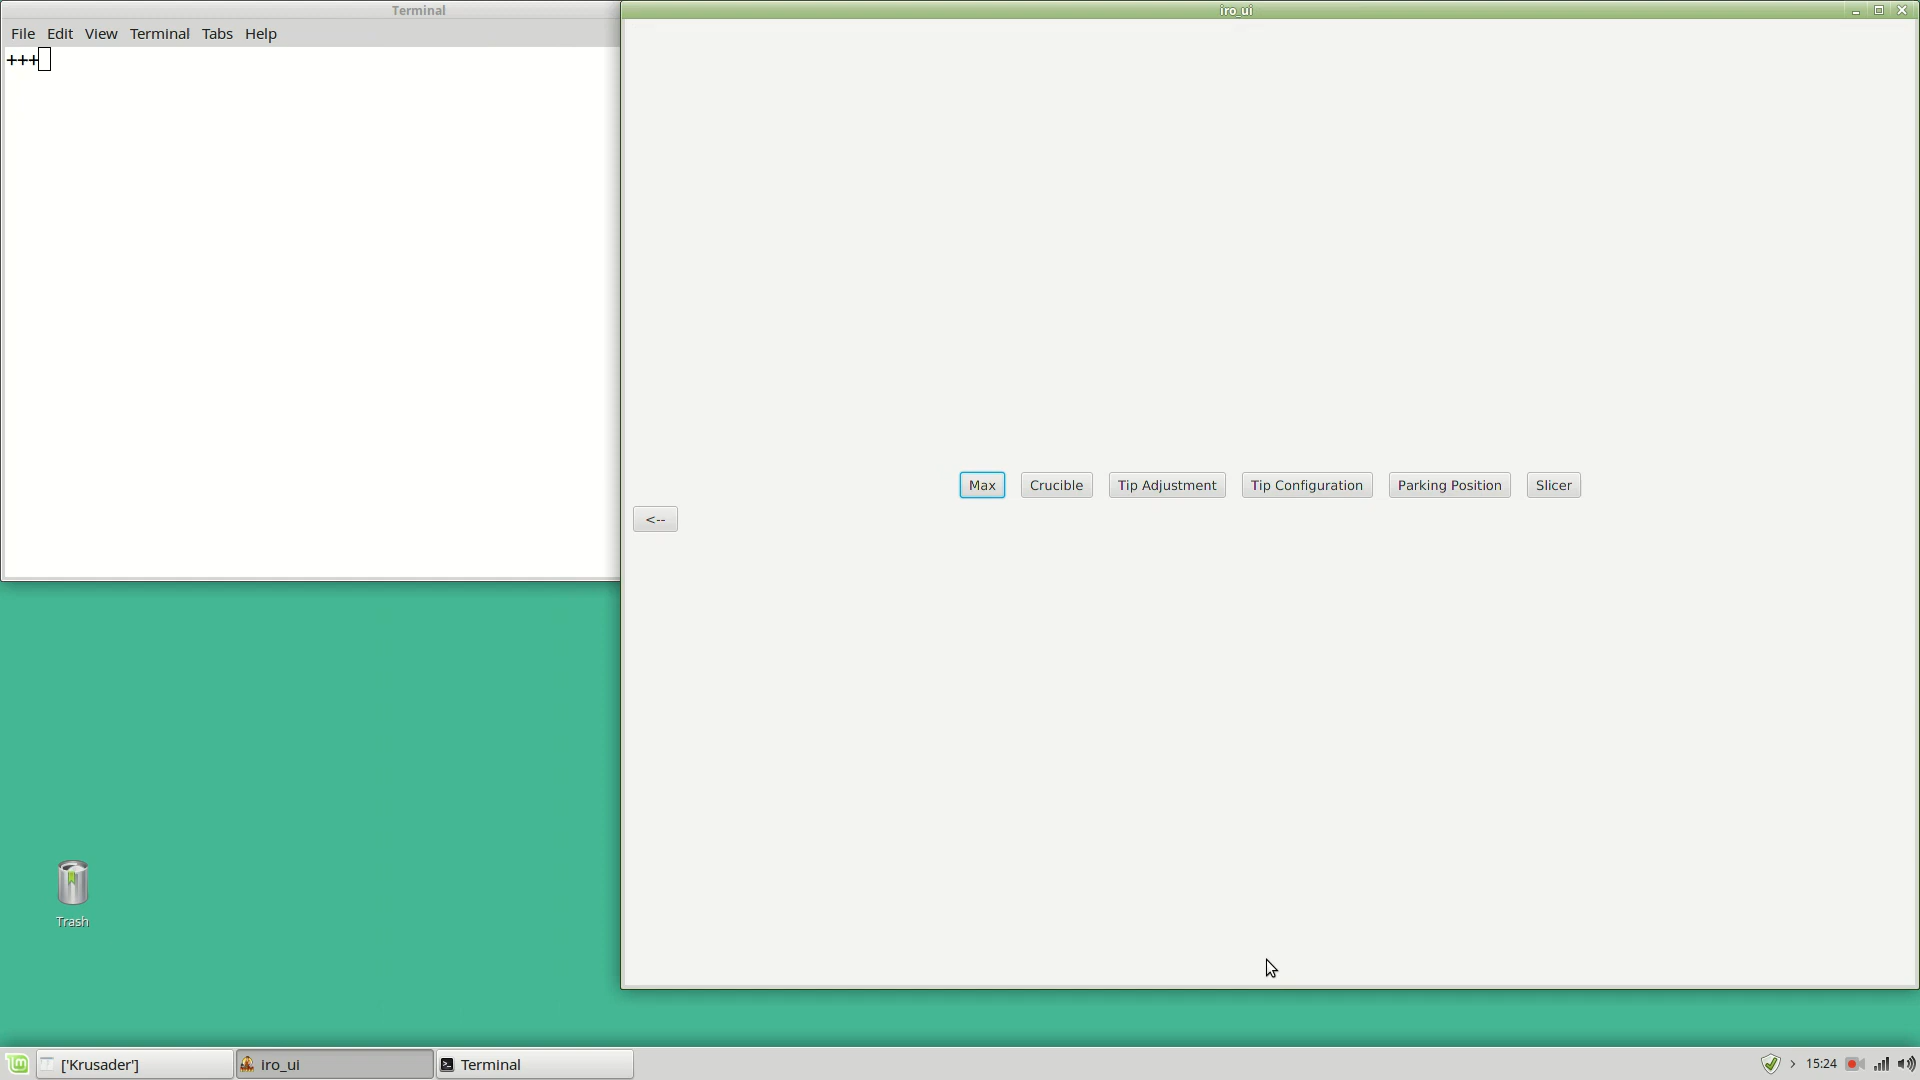 Terminal
File Edit View Terminal Tabs Help
+++
iro_ui
Max Crucible Tip Adjustment Tip Configuration Parking Position Slicer
<--
Trash
['Krusader'] iro_ui Terminal
15:24